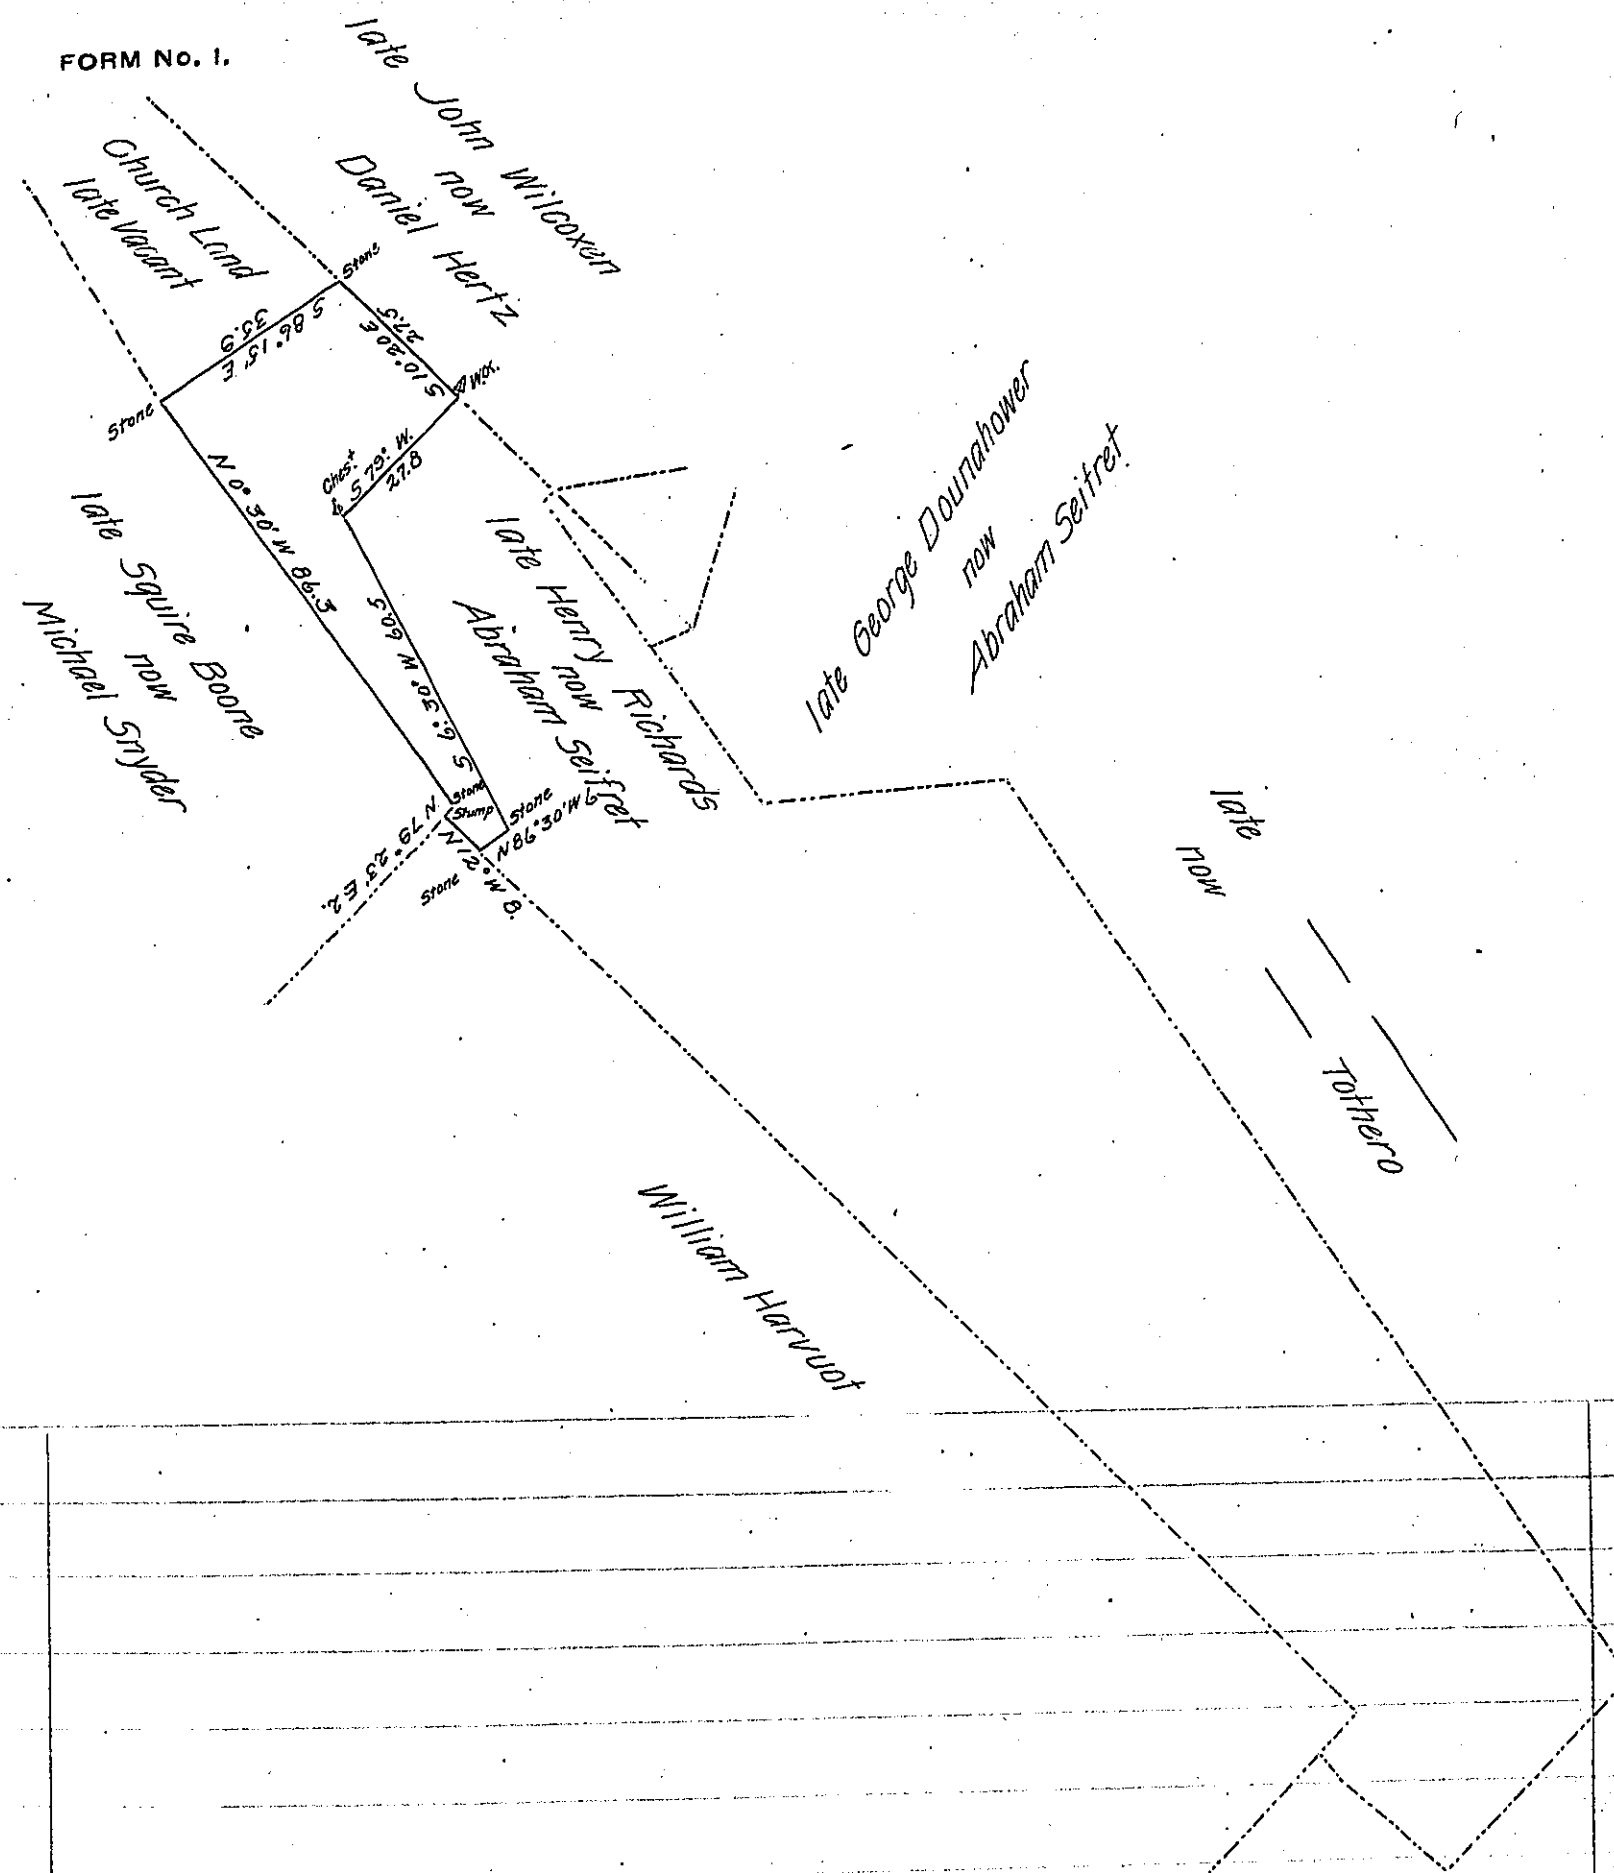 FORM No. 1.
late John Wilcoxen
now
Daniel Hertz
Church Land
late Vacant
Stone
S 86° 15' E
35.9
S 10° 20 E
27.5
Stone
Chest
S 79° W.
27.8
N 0° 30' W 86.3
S 6° 30' W 60.5
late Squire Boone
now
Michael Snyder
late Henry Richards
now
Abraham Seifret
late George Dounahower
now
Abraham Seifret.
Stone
Stump
Stone
N 86° 30' W 6
N 79° 23' E 2.
N 12° W 8.
Stone
late
now
Tothero
William Harvuot